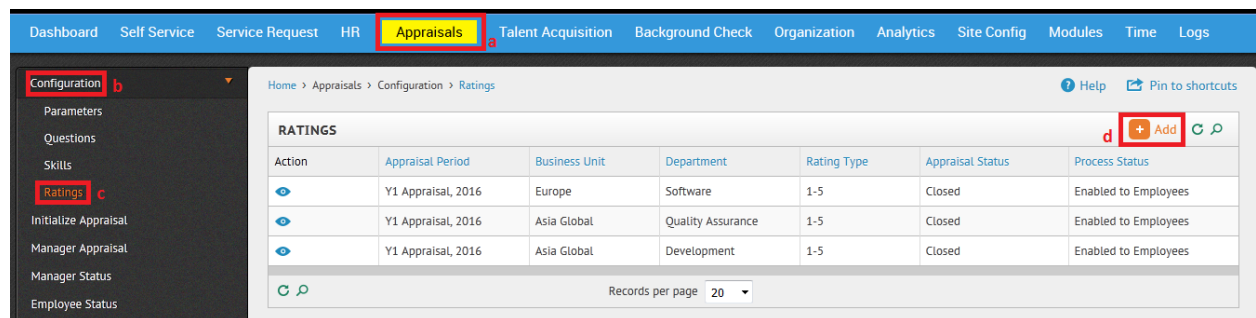 Dashboard Self Service Service Request HR Appraisals a Talent Acquisition Background Check Organization Analytics Site Config Modules Time Logs
Configuration b
Parameters
Questions
Skills
Ratings c
Initialize Appraisal
Manager Appraisal
Manager Status
Employee Status
Home > Appraisals > Configuration > Ratings
? Help Pin to shortcuts
RATINGS d + Add
Action Appraisal Period Business Unit Department Rating Type Appraisal Status Process Status
Y1 Appraisal, 2016 Europe Software 1-5 Closed Enabled to Employees
Y1 Appraisal, 2016 Asia Global Quality Assurance 1-5 Closed Enabled to Employees
Y1 Appraisal, 2016 Asia Global Development 1-5 Closed Enabled to Employees
Records per page 20